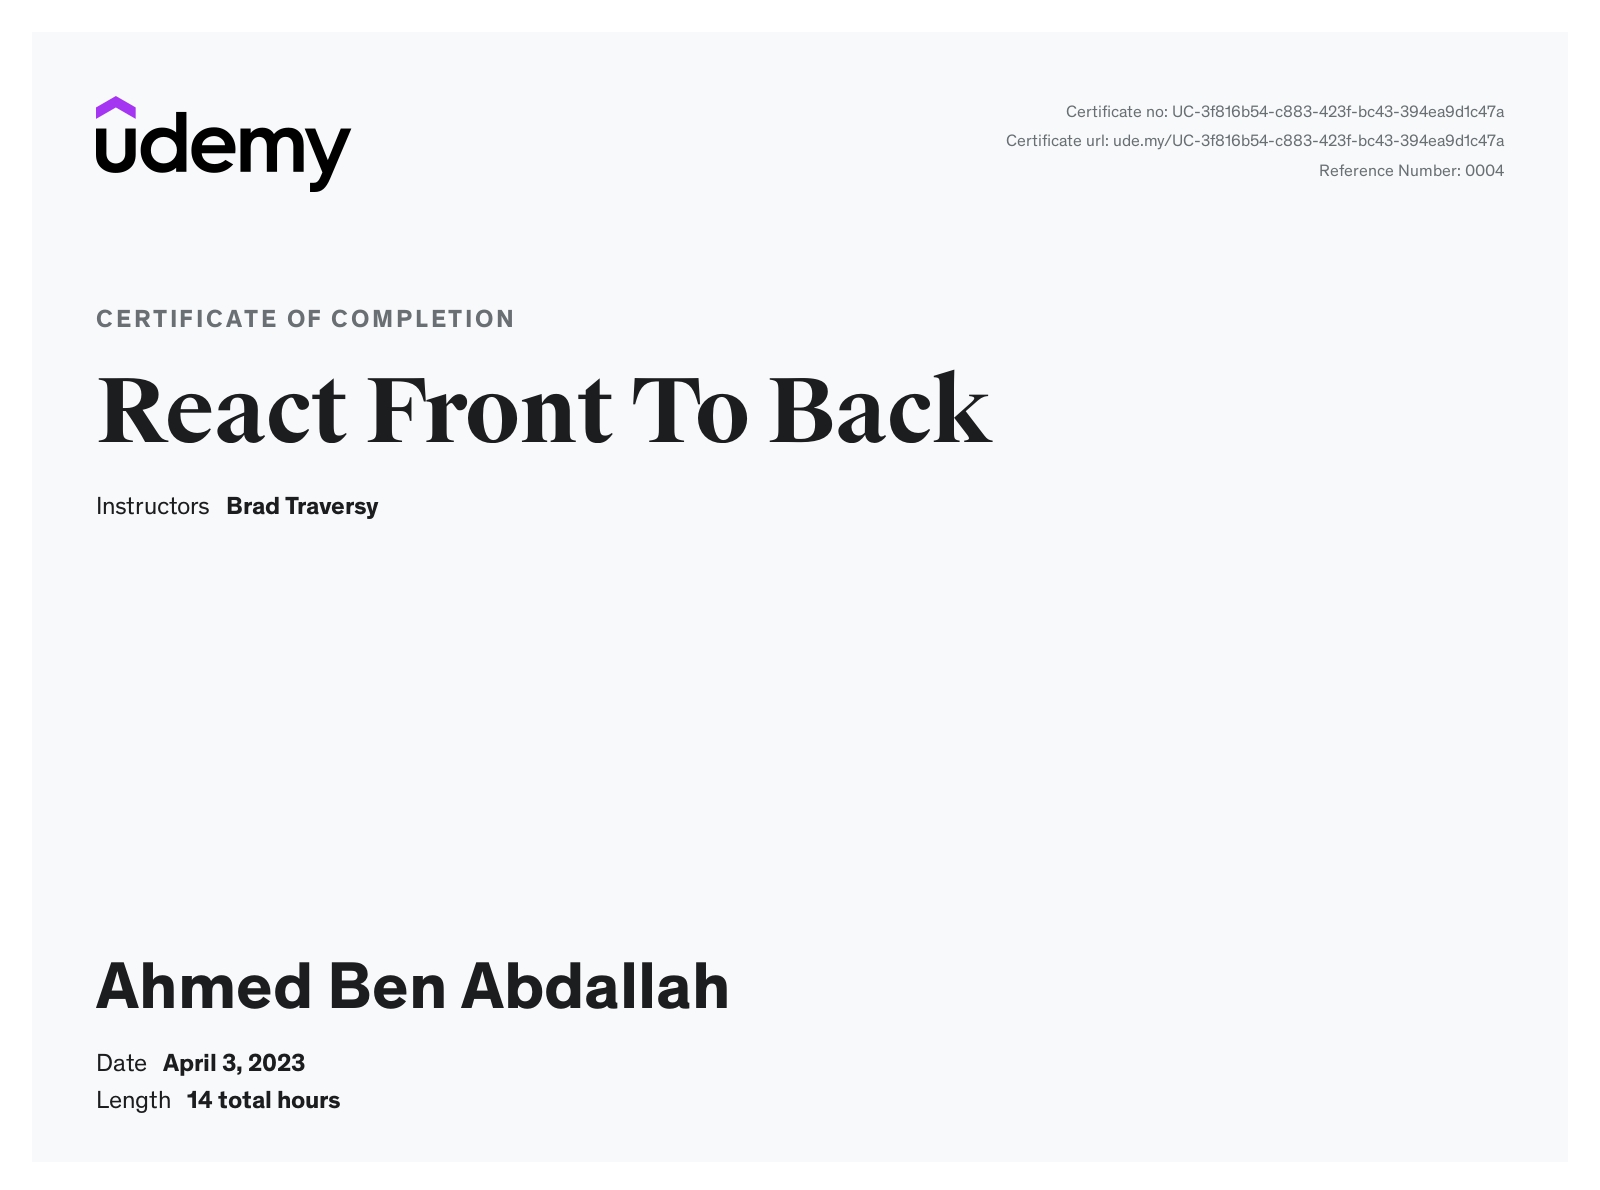 udemy
Certificate no: UC-3f816b54-c883-423f-bc43-394ea9d1c47a
Certificate url: ude.my/UC-3f816b54-c883-423f-bc43-394ea9d1c47a
Reference Number: 0004
CERTIFICATE OF COMPLETION
React Front To Back
Instructors Brad Traversy
Ahmed Ben Abdallah
Date April 3, 2023
Length 14 total hours